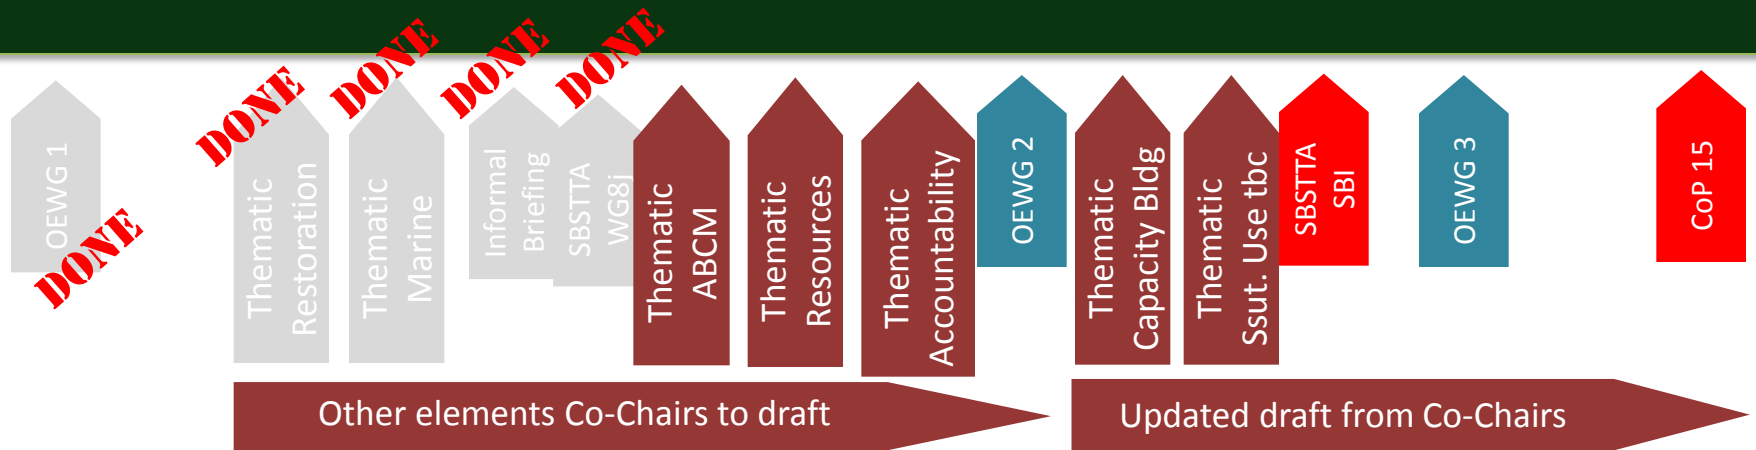 DONE
DONE
DONE
DONE
DONE
OEWG 1
Thematic
Restoration
Thematic
Marine
Informal
Briefing
SBSTTA
WG8j
Thematic
ABCM
Thematic
Resources
Thematic
Accountability
OEWG 2
Thematic
Capacity Bldg
Thematic
Ssut. Use tbc
SBSTTA
SBI
OEWG 3
CoP 15
Other elements Co-Chairs to draft
Updated draft from Co-Chairs